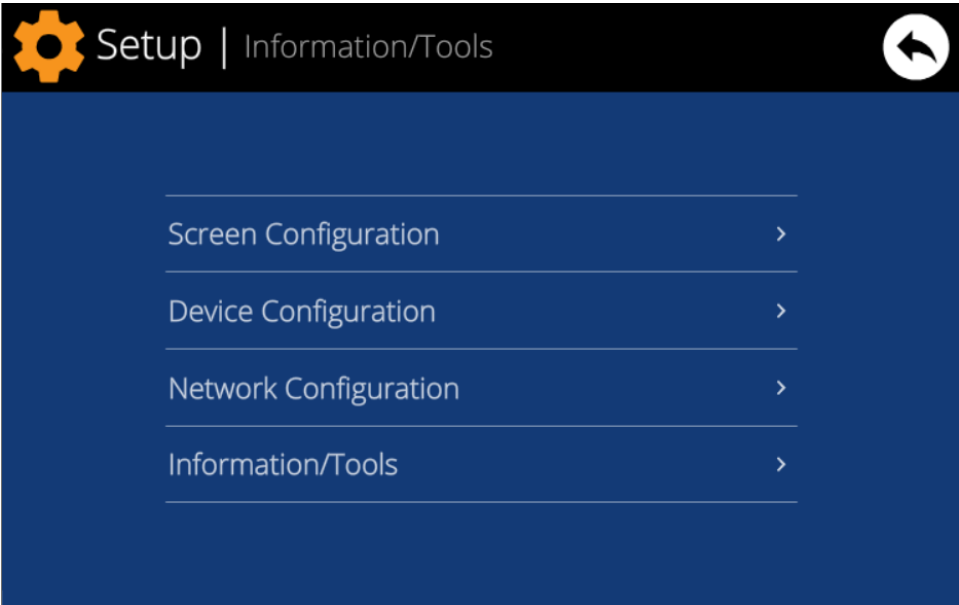 Setup | Information/Tools
Screen Configuration
Device Configuration
Network Configuration
Information/Tools